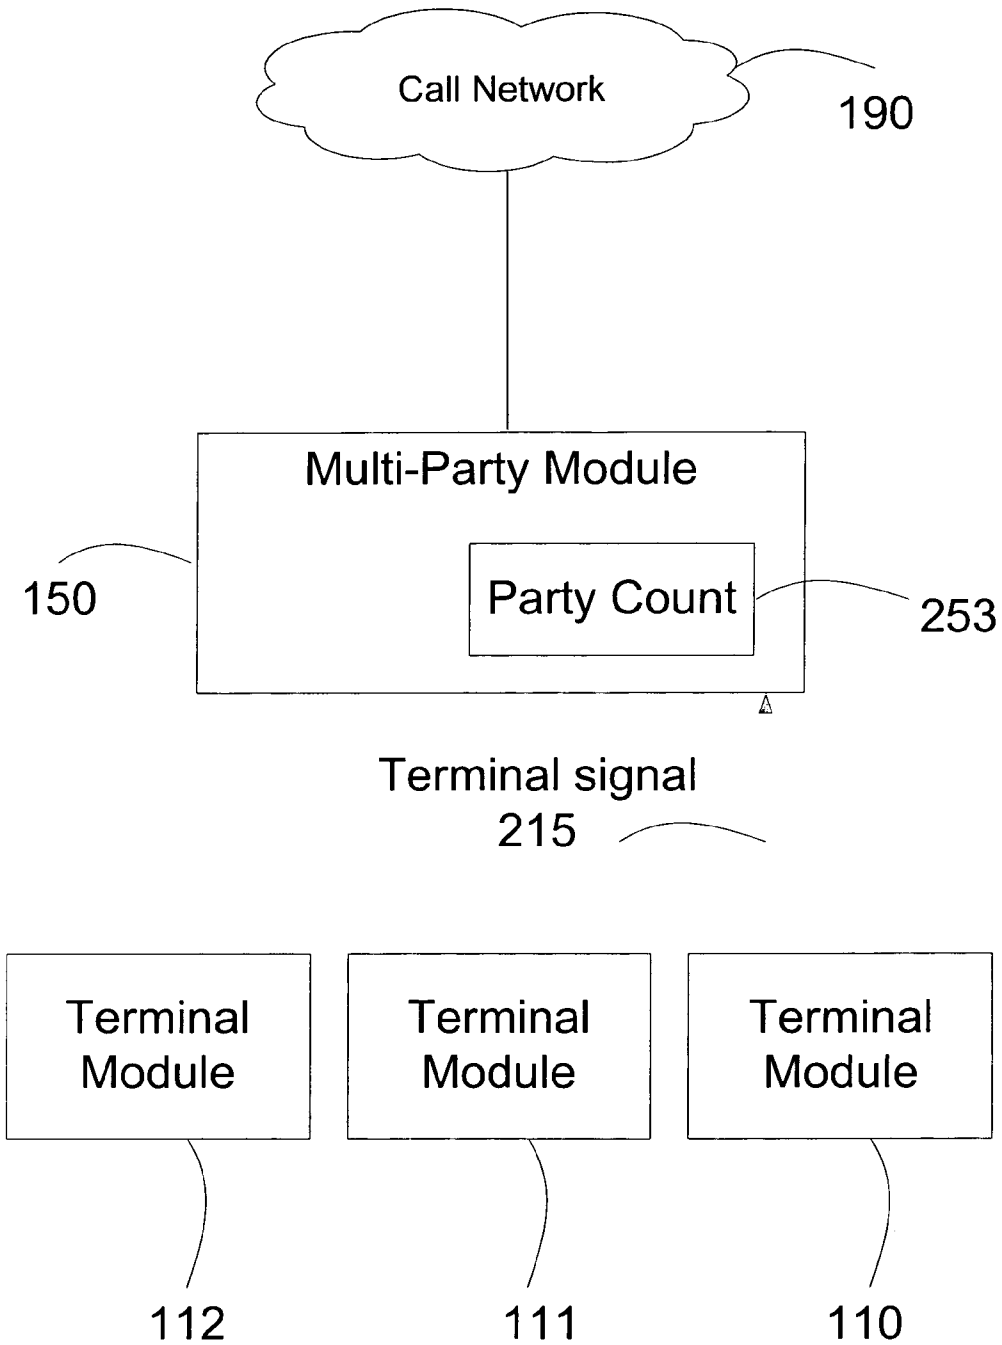 Call Network
190
Multi-Party Module
Party Count
150
253
Terminal signal
215
Terminal
Module
Terminal
Module
Terminal
Module
112
111
110